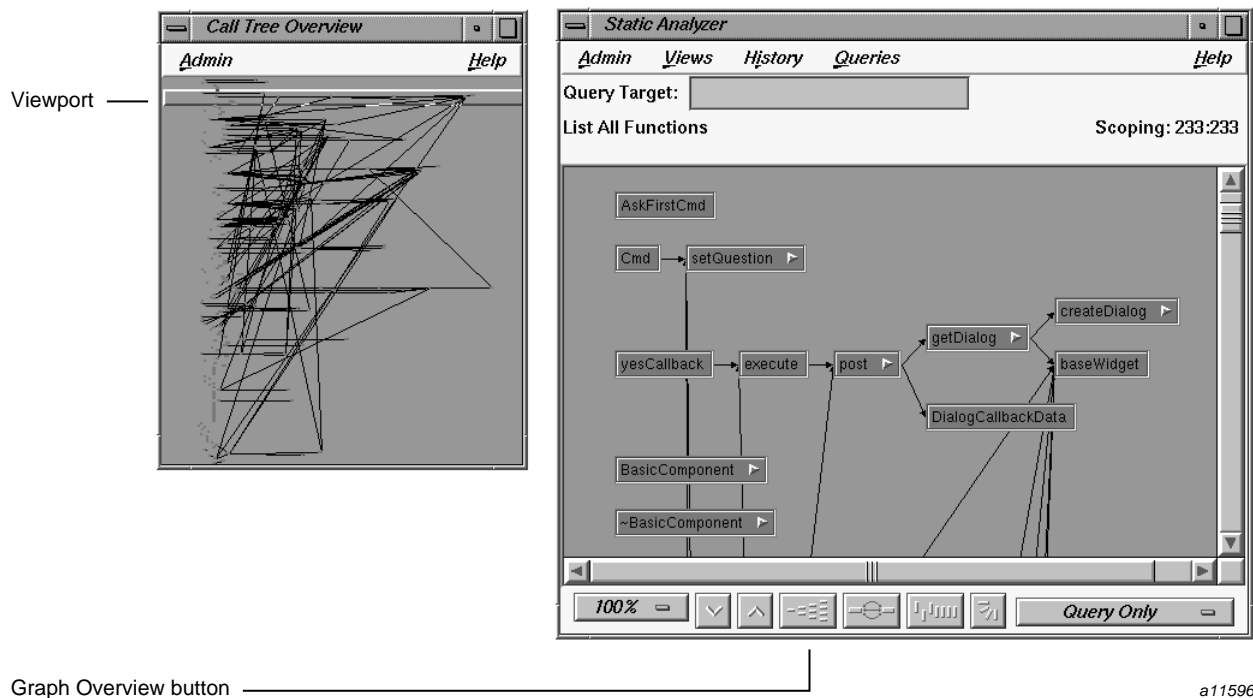 Call Tree Overview
Admin Help
Viewport
Static Analyzer
Admin Views History Queries Help
Query Target:
List All Functions Scoping: 233:233
AskFirstCmd
Cmd setQuestion
createDialog
getDialog
yesCallback execute post baseWidget
DialogCallbackData
BasicComponent
~BasicComponent
100% Query Only
Graph Overview button
a11596